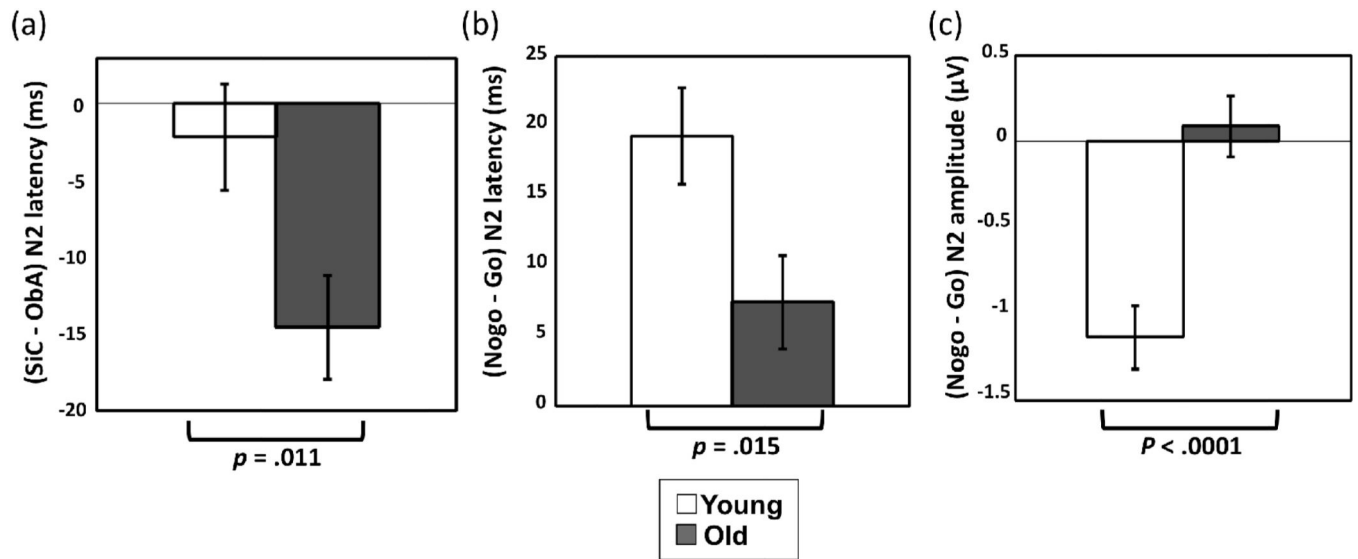 (a)
(SiC - ObA) N2 latency (ms)
0
-5
-10
-15
-20
p = .011
(b)
(Nogo - Go) N2 latency (ms)
25
20
15
10
5
0
p = .015
(c)
(Nogo - Go) N2 amplitude (µV)
0.5
0
-0.5
-1
-1.5
P < .0001
Young
Old